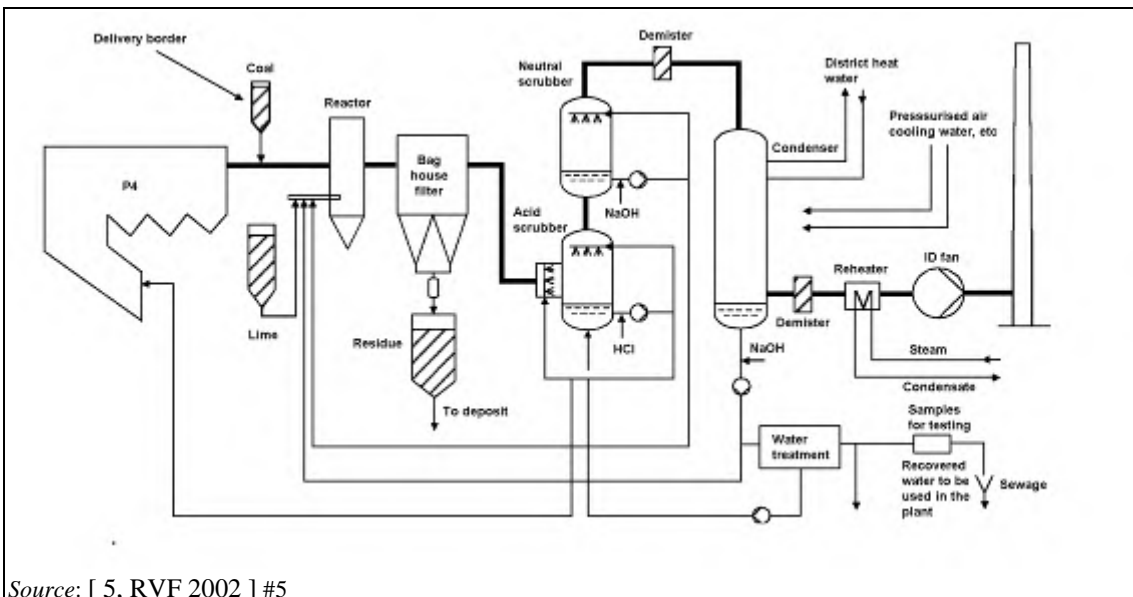 Delivery border
Coal
Reactor
P4
Lime
Bag
house
filter
Residue
To deposit
Acid
scrubber
HCl
Neutral
scrubber
NaOH
Demister
Condenser
District heat
water
Presssurised air
cooling water, etc
NaOH
Demister
Reheater
ID fan
Steam
Condensate
Water
treatment
Samples
for testing
Recovered
water to be
used in the
plant
Sewage
Source: [ 5, RVF 2002 ] #5